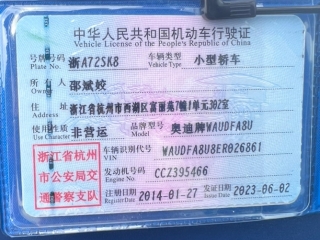 中华人民共和国机动车行驶证
Vehicle License of the People's Republic of China
号牌号码 浙A72SK8 车辆类型 小型轿车
Plate No. Vehicle Type
所有人 邵斌姣
Owner
住址 浙江省杭州市西湖区富丽苑7幢1单元302室
Address
使用性质 非营运 品牌型号 奥迪牌WAUDFA8U
Use Character Model
浙江省杭州
市公安局交
通警察支队
车辆识别代号 WAUDFA8U8ER026861
VIN
发动机号码 CCZ395466
Engine No.
注册日期 2014-01-27 发证日期 2023-06-02
Register Date Issue Date